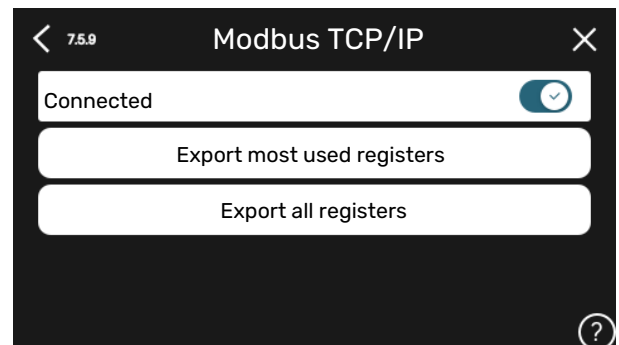 7.5.9 Modbus TCP/IP
Connected
Export most used registers
Export all registers
?